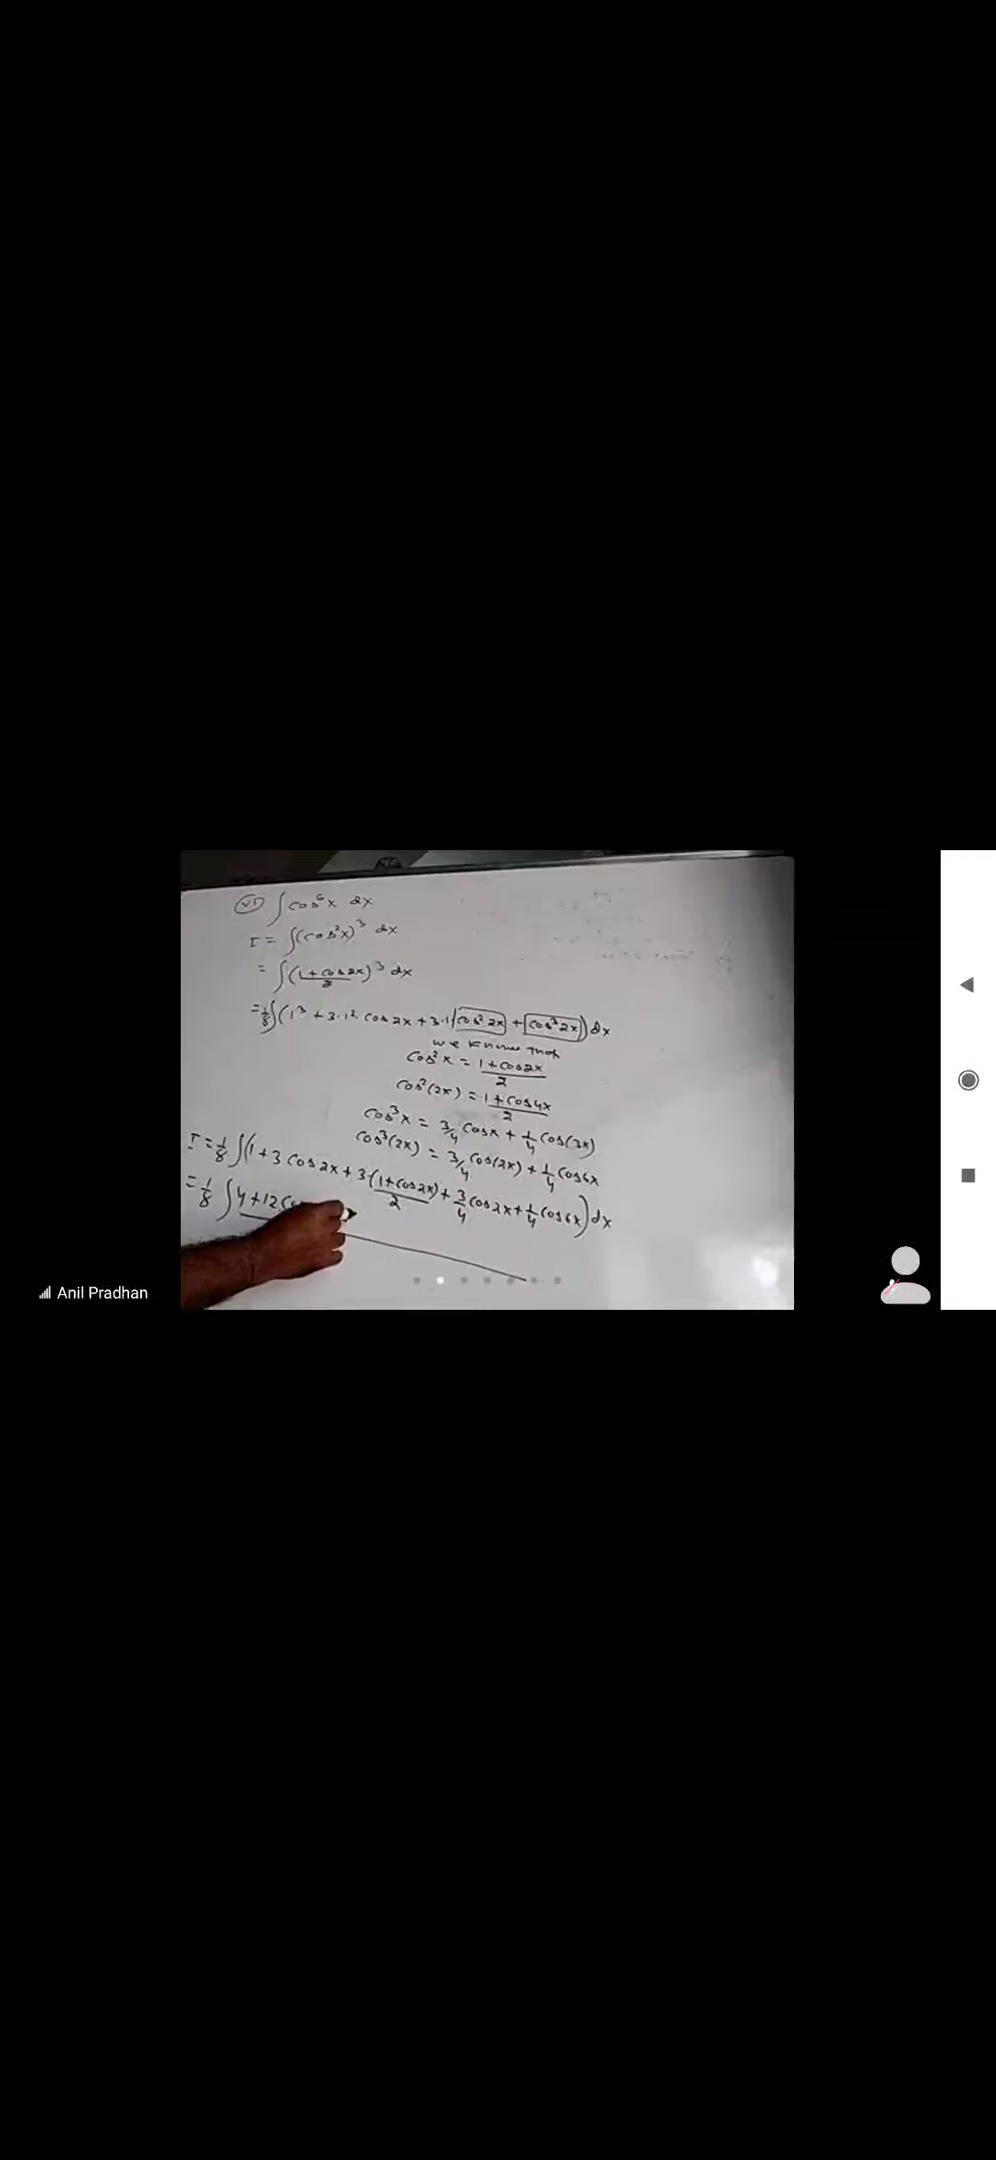 VI) ∫ cos⁶x dx
I = ∫(cos²x)³ dx
= ∫(1+cos2x/2)³ dx
= 1/8 ∫(1³ + 3·1²·cos2x + 3·1 cos²2x + cos³2x) dx
we know that
cos²x = 1+cos2x/2
cos²(2x) = 1+cos4x/2
cos³x = 3/4 cosx + 1/4 cos(3x)
cos³(2x) = 3/4 cos(2x) + 1/4 cos6x
I = 1/8 ∫(1 + 3 cos2x + 3(1+cos2x/2) + 3/4 cos2x + 1/4 cos6x) dx
= 1/8 ∫ 4+12
Anil Pradhan